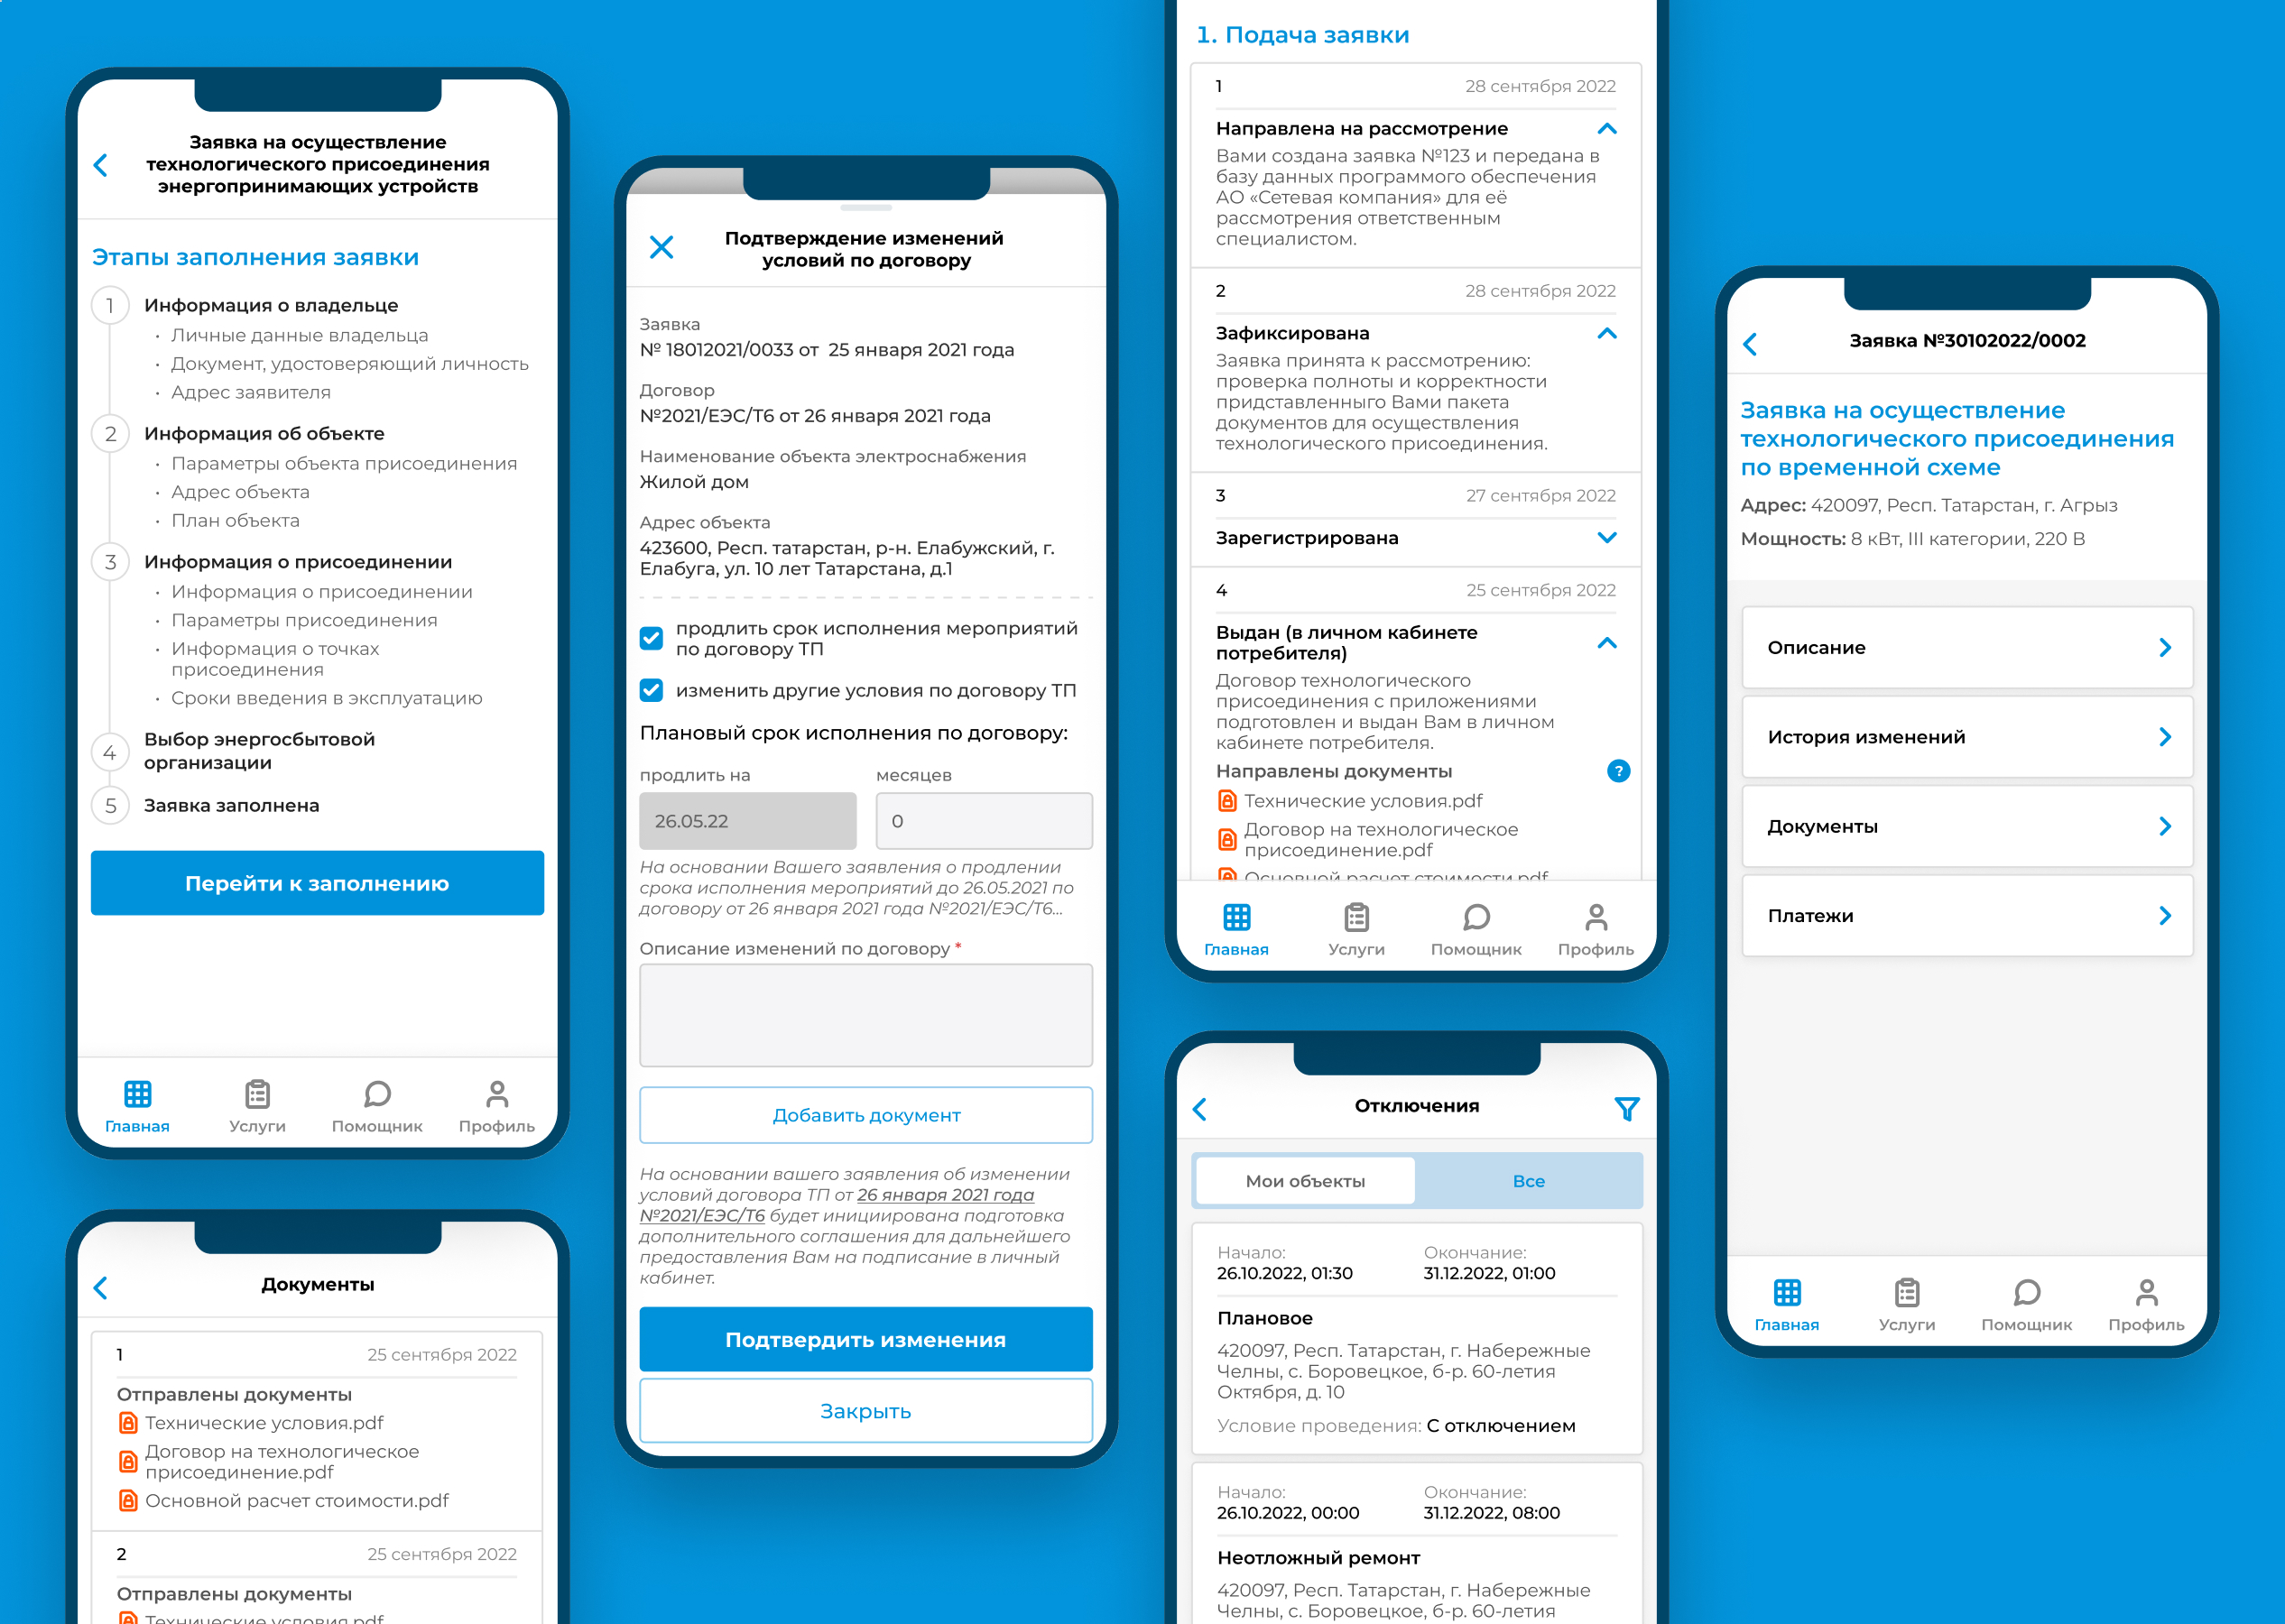 Заявка на осуществление
технологического присоединения
энергопринимающих устройств
Этапы заполнения заявки
1
Информация о владельце
· Личные данные владельца
· Документ, удостоверяющий личность
· Адрес заявителя
2
Информация об объекте
· Параметры объекта присоединения
· Адрес объекта
· План объекта
3
Информация о присоединении
· Информация о присоединении
· Параметры присоединения
· Информация о точках
присоединения
· Сроки введения в эксплуатацию
4
Выбор энергосбытовой
организации
5
Заявка заполнена
Перейти к заполнению
Главная Услуги Помощник Профиль
Документы
1 25 сентября 2022
Отправлены документы
Технические условия.pdf
Договор на технологическое
присоединение.pdf
Основной расчет стоимости.pdf
2 25 сентября 2022
Отправлены документы
Технические условия.pdf
Подтверждение изменений
условий по договору
Заявка
№ 18012021/0033 от 25 января 2021 года
Договор
№2021/ЕЭС/Т6 от 26 января 2021 года
Наименование объекта электроснабжения
Жилой дом
Адрес объекта
423600, Респ. татарстан, р-н. Елабужский, г.
Елабуга, ул. 10 лет Татарстана, д.1
продлить срок исполнения мероприятий
по договору ТП
изменить другие условия по договору ТП
Плановый срок исполнения по договору:
продлить на месяцев
26.05.22 0
На основании Вашего заявления о продлении
срока исполнения мероприятий до 26.05.2021 по
договору от 26 января 2021 года №2021/ЕЭС/Т6...
Описание изменений по договору *
Добавить документ
На основании вашего заявления об изменении
условий договора ТП от 26 января 2021 года
№2021/ЕЭС/Т6 будет инициирована подготовка
дополнительного соглашения для дальнейшего
предоставления Вам на подписание в личный
кабинет.
Подтвердить изменения
Закрыть
1. Подача заявки
1 28 сентября 2022
Направлена на рассмотрение
Вами создана заявка №123 и передана в
базу данных программого обеспечения
АО «Сетевая компания» для её
рассмотрения ответственным
специалистом.
2 28 сентября 2022
Зафиксирована
Заявка принята к рассмотрению:
проверка полноты и корректности
придставленныго Вами пакета
документов для осуществления
технологического присоединения.
3 27 сентября 2022
Зарегистрирована
4 25 сентября 2022
Выдан (в личном кабинете
потребителя)
Договор технологического
присоединения с приложениями
подготовлен и выдан Вам в личном
кабинете потребителя.
Направлены документы ?
Технические условия.pdf
Договор на технологическое
присоединение.pdf
Основной расчет стоимости.pdf
Главная Услуги Помощник Профиль
Отключения
Мои объекты Все
Начало: Окончание:
26.10.2022, 01:30 31.12.2022, 01:00
Плановое
420097, Респ. Татарстан, г. Набережные
Челны, с. Боровецкое, б-р. 60-летия
Октября, д. 10
Условие проведения: С отключением
Начало: Окончание:
26.10.2022, 00:00 31.12.2022, 08:00
Неотложный ремонт
420097, Респ. Татарстан, г. Набережные
Челны, с. Боровецкое, б-р. 60-летия
Заявка №30102022/0002
Заявка на осуществление
технологического присоединения
по временной схеме
Адрес: 420097, Респ. Татарстан, г. Агрыз
Мощность: 8 кВт, III категории, 220 В
Описание
История изменений
Документы
Платежи
Главная Услуги Помощник Профиль